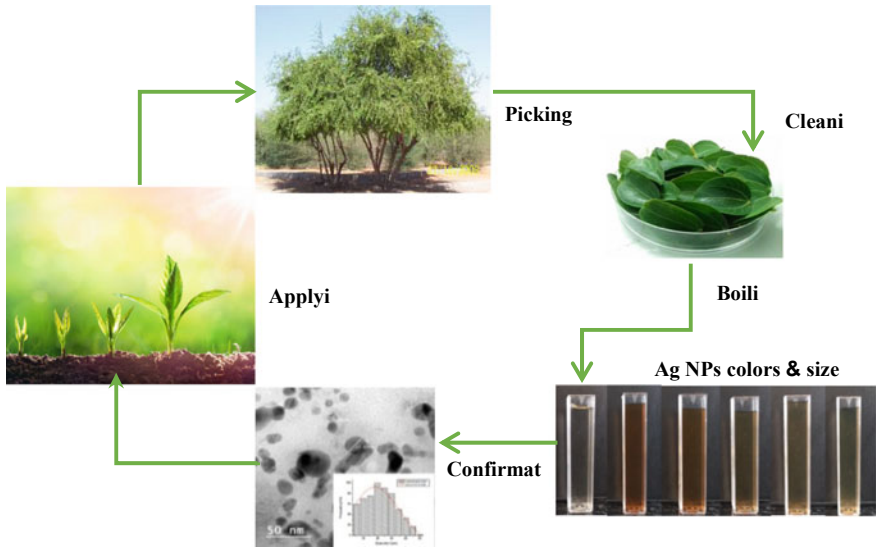 Picking
Cleani
Applyi
Boili
Ag NPs colors & size
Confirmat
50 nm